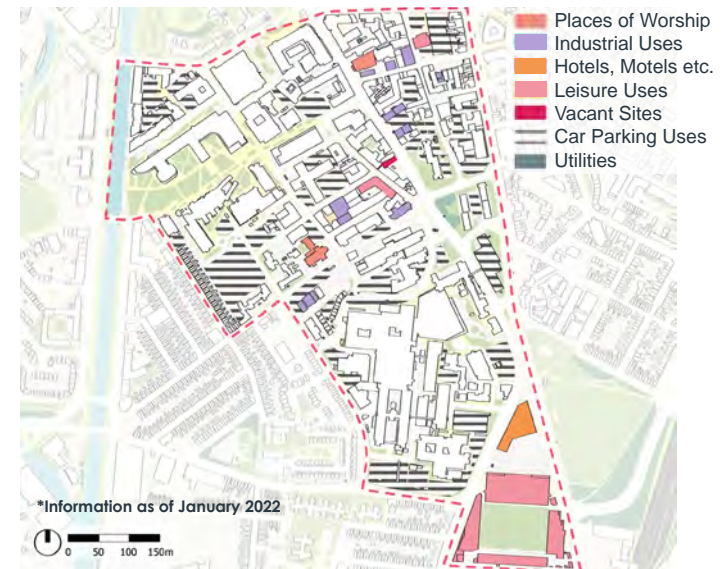 Places of Worship
Industrial Uses
Hotels, Motels etc.
Leisure Uses
Vacant Sites
Car Parking Uses
Utilities
*Information as of January 2022
0 50 100 150m